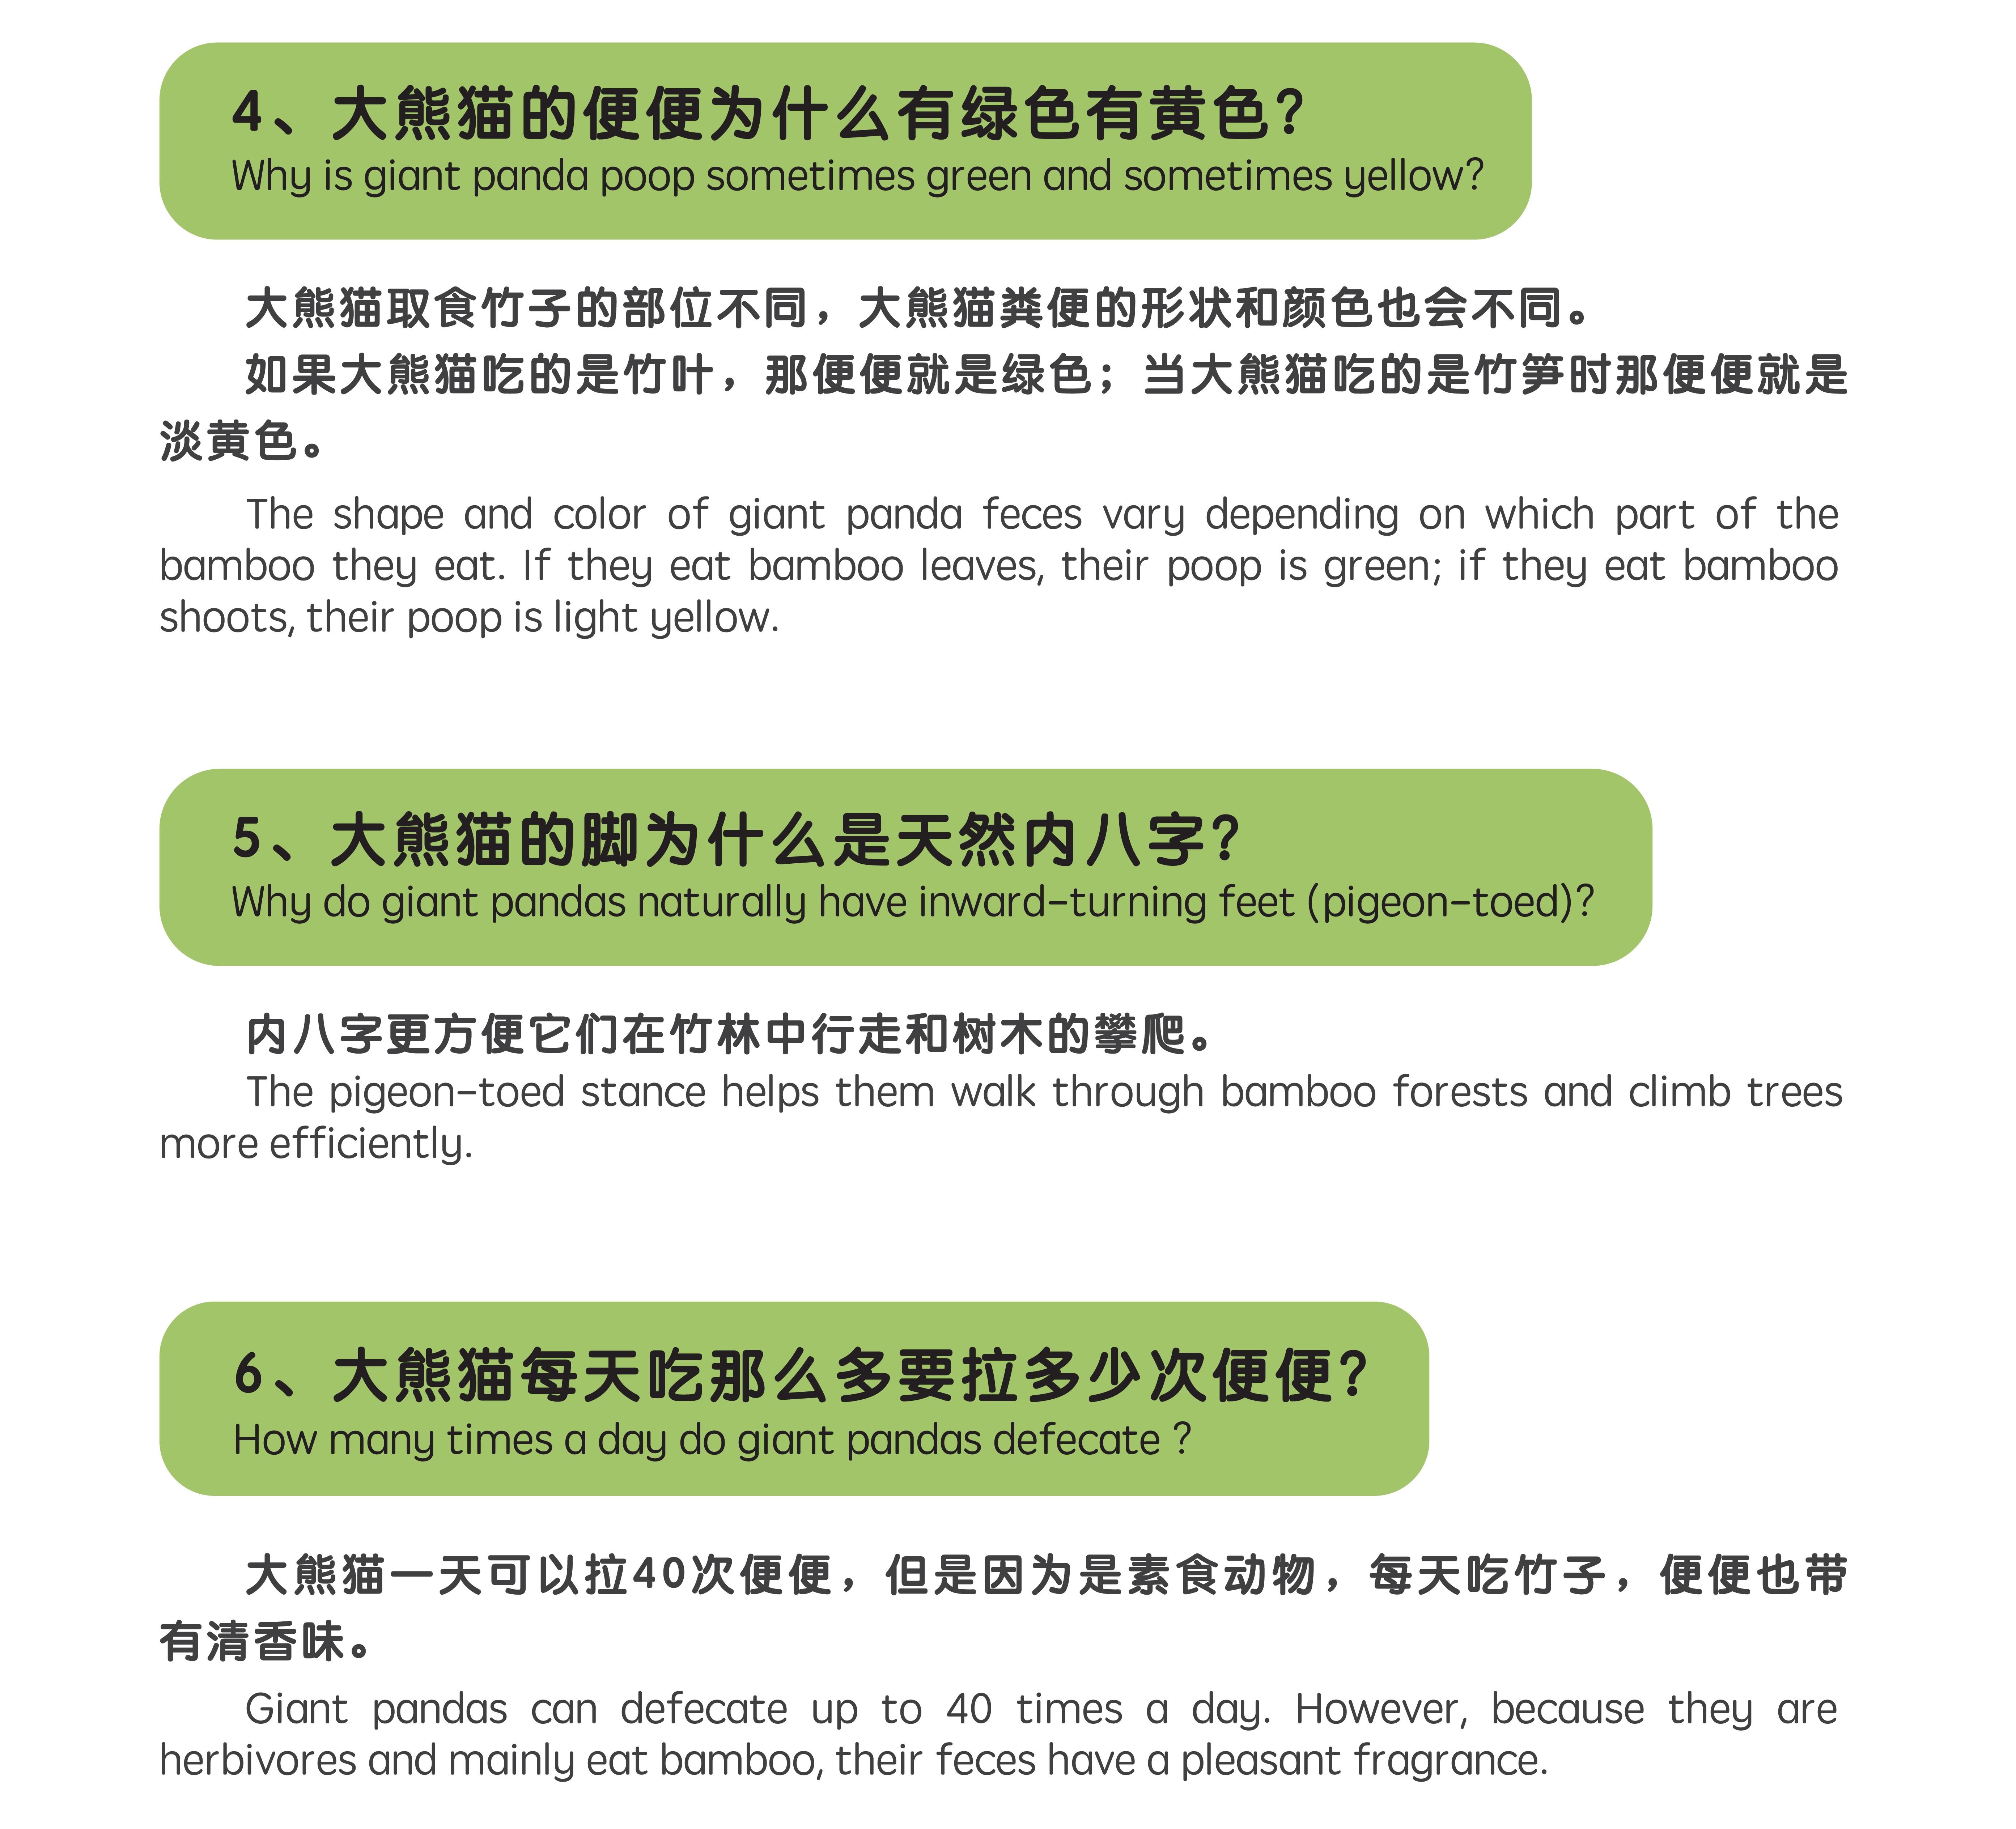 4、大熊猫的便便为什么有绿色有黄色？
Why is giant panda poop sometimes green and sometimes yellow?
大熊猫取食竹子的部位不同，大熊猫粪便的形状和颜色也会不同。
如果大熊猫吃的是竹叶，那便便就是绿色；当大熊猫吃的是竹笋时那便便就是
淡黄色。
The shape and color of giant panda feces vary depending on which part of the
bamboo they eat. If they eat bamboo leaves, their poop is green; if they eat bamboo
shoots, their poop is light yellow.
5、大熊猫的脚为什么是天然内八字？
Why do giant pandas naturally have inward-turning feet (pigeon-toed)?
内八字更方便它们在竹林中行走和树木的攀爬。
The pigeon-toed stance helps them walk through bamboo forests and climb trees
more efficiently.
6、大熊猫每天吃那么多要拉多少次便便？
How many times a day do giant pandas defecate ?
大熊猫一天可以拉40次便便，但是因为是素食动物，每天吃竹子，便便也带
有清香味。
Giant pandas can defecate up to 40 times a day. However, because they are
herbivores and mainly eat bamboo, their feces have a pleasant fragrance.